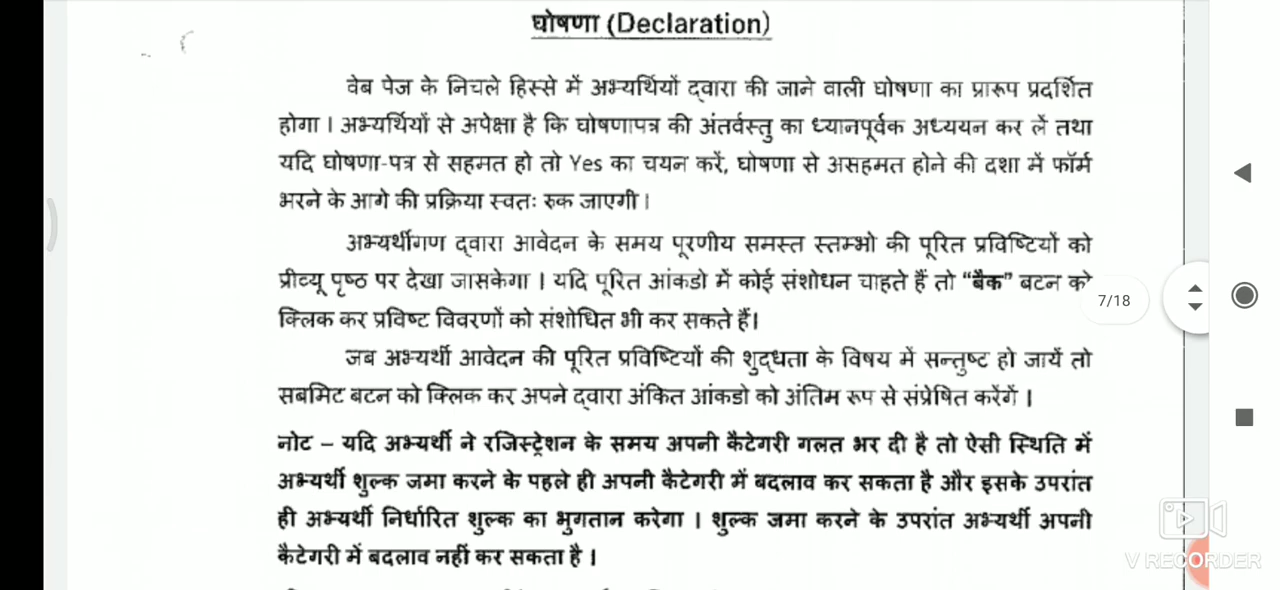 घोषणा (Declaration)
वेब पेज के निचले हिस्से में अभ्यर्थियों द्वारा की जाने वाली घोषणा का प्रारूप प्रदर्शित
होगा । अभ्यर्थियों से अपेक्षा है कि घोषणापत्र की अंतर्वस्तु का ध्यानपूर्वक अध्ययन कर लें तथा
यदि घोषणा-पत्र से सहमत हो तो Yes का चयन करें, घोषणा से असहमत होने की दशा में फॉर्म
भरने के आगे की प्रक्रिया स्वतः रुक जाएगी ।
अभ्यर्थीगण द्वारा आवेदन के समय पूरणीय समस्त स्तम्भो की पूरित प्रविष्टियों को
प्रीव्यू पृष्ठ पर देखा जासकेगा । यदि पूरित आंकडो में कोई संशोधन चाहते हैं तो “बैक” बटन को
7/18
क्लिक कर प्रविष्ट विवरणों को संशोधित भी कर सकते हैं।
जब अभ्यर्थी आवेदन की पूरित प्रविष्टियों की शुद्धता के विषय में सन्तुष्ट हो जायें तो
सबमिट बटन को क्लिक कर अपने द्वारा अंकित आंकडो को अंतिम रूप से संप्रेषित करेंगें ।
नोट – यदि अभ्यर्थी ने रजिस्ट्रेशन के समय अपनी कैटेगरी गलत भर दी है तो ऐसी स्थिति में
अभ्यर्थी शुल्क जमा करने के पहले ही अपनी कैटेगरी में बदलाव कर सकता है और इसके उपरांत
ही अभ्यर्थी निर्धारित शुल्क का भुगतान करेगा । शुल्क जमा करने के उपरांत अभ्यर्थी अपनी
कैटेगरी में बदलाव नहीं कर सकता है ।
V RECORDER